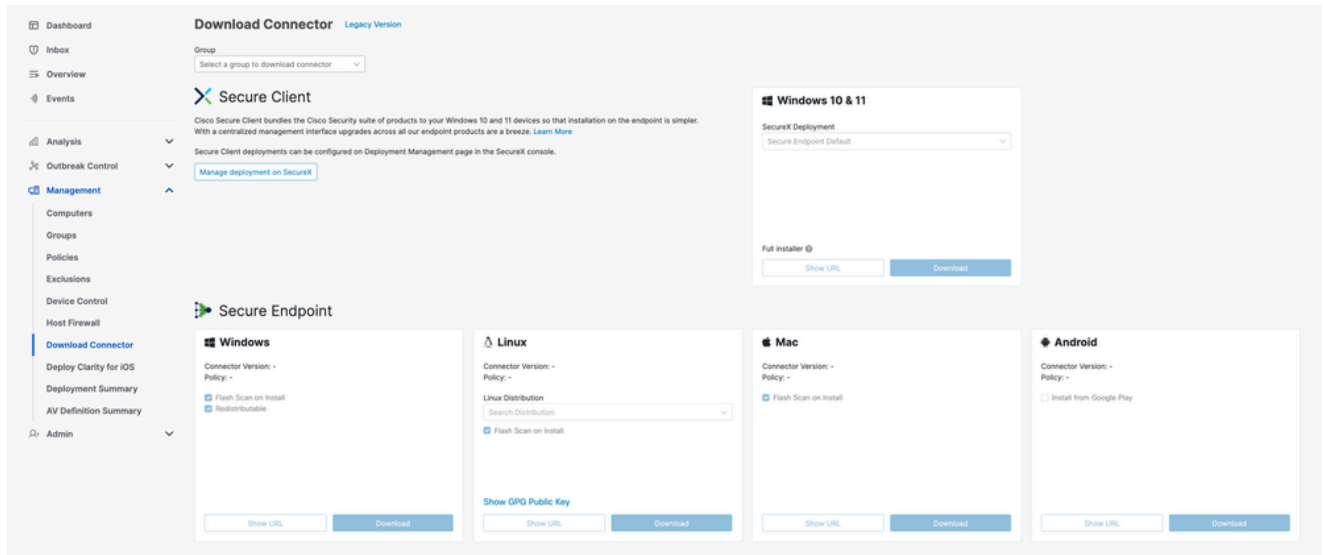 Dashboard
Inbox
Overview
Events
Analysis
Outbreak Control
Management
Computers
Groups
Policies
Exclusions
Device Control
Host Firewall
Download Connector
Deploy Clarity for iOS
Deployment Summary
AV Definition Summary
Admin
Download Connector Legacy Version
Group
Select a group to download connector
Secure Client
Cisco Secure Client bundles the Cisco Security suite of products to your Windows 10 and 11 devices so that installation on the endpoint is simpler.
With a centralized management interface upgrades across all our endpoint products are a breeze. Learn More
Secure Client deployments can be configured on Deployment Management page in the SecureX console.
Manage deployment on SecureX
Windows 10 & 11
SecureX Deployment
Secure Endpoint Default
Full installer
Show URL Download
Secure Endpoint
Windows
Connector Version: -
Policy: -
Flash Scan on Install
Redistributable
Show URL Download
Linux
Connector Version: -
Policy: -
Linux Distribution
Search Distribution
Flash Scan on Install
Show GPG Public Key
Show URL Download
Mac
Connector Version: -
Policy: -
Flash Scan on Install
Show URL Download
Android
Connector Version: -
Policy: -
Install from Google Play
Show URL Download